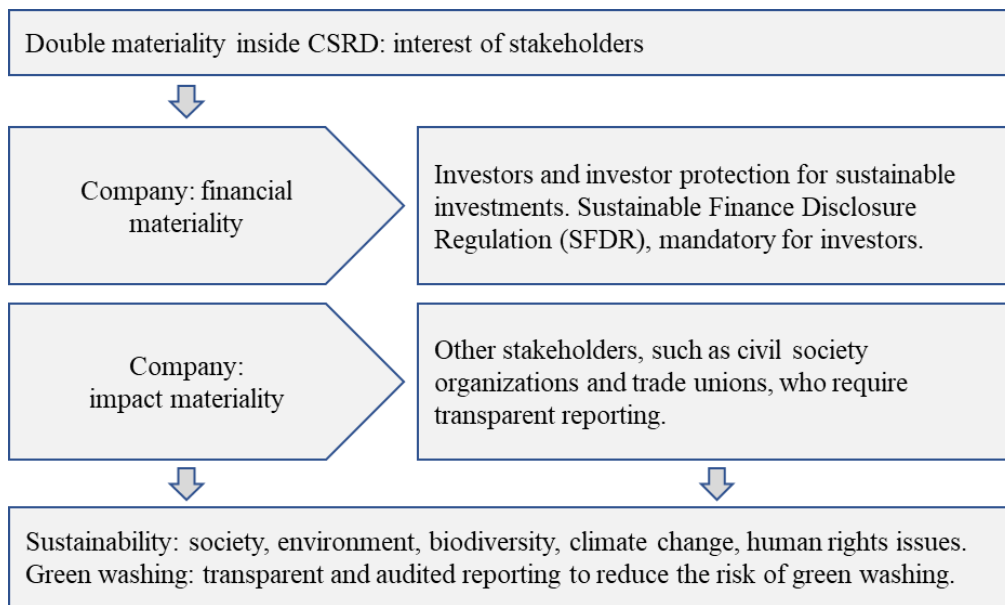 Double materiality inside CSRD: interest of stakeholders
Company: financial
materiality
Investors and investor protection for sustainable
investments. Sustainable Finance Disclosure
Regulation (SFDR), mandatory for investors.
Company:
impact materiality
Other stakeholders, such as civil society
organizations and trade unions, who require
transparent reporting.
Sustainability: society, environment, biodiversity, climate change, human rights issues.
Green washing: transparent and audited reporting to reduce the risk of green washing.